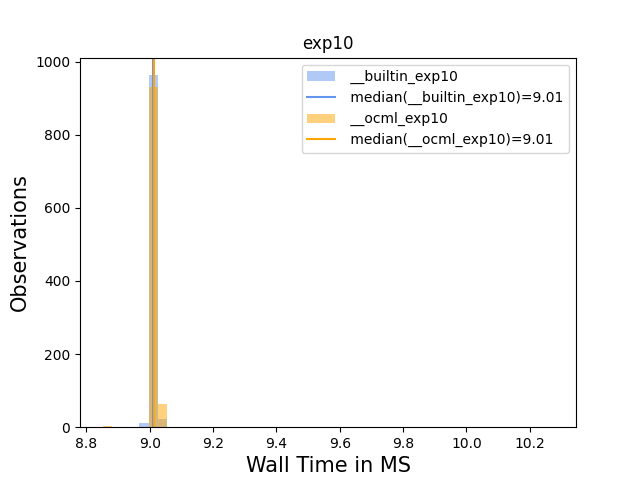 exp10
__builtin_exp10
median(__builtin_exp10)=9.01
__ocml_exp10
median(__ocml_exp10)=9.01
1000
800
600
400
200
0
Observations
8.8 9.0 9.2 9.4 9.6 9.8 10.0 10.2
Wall Time in MS